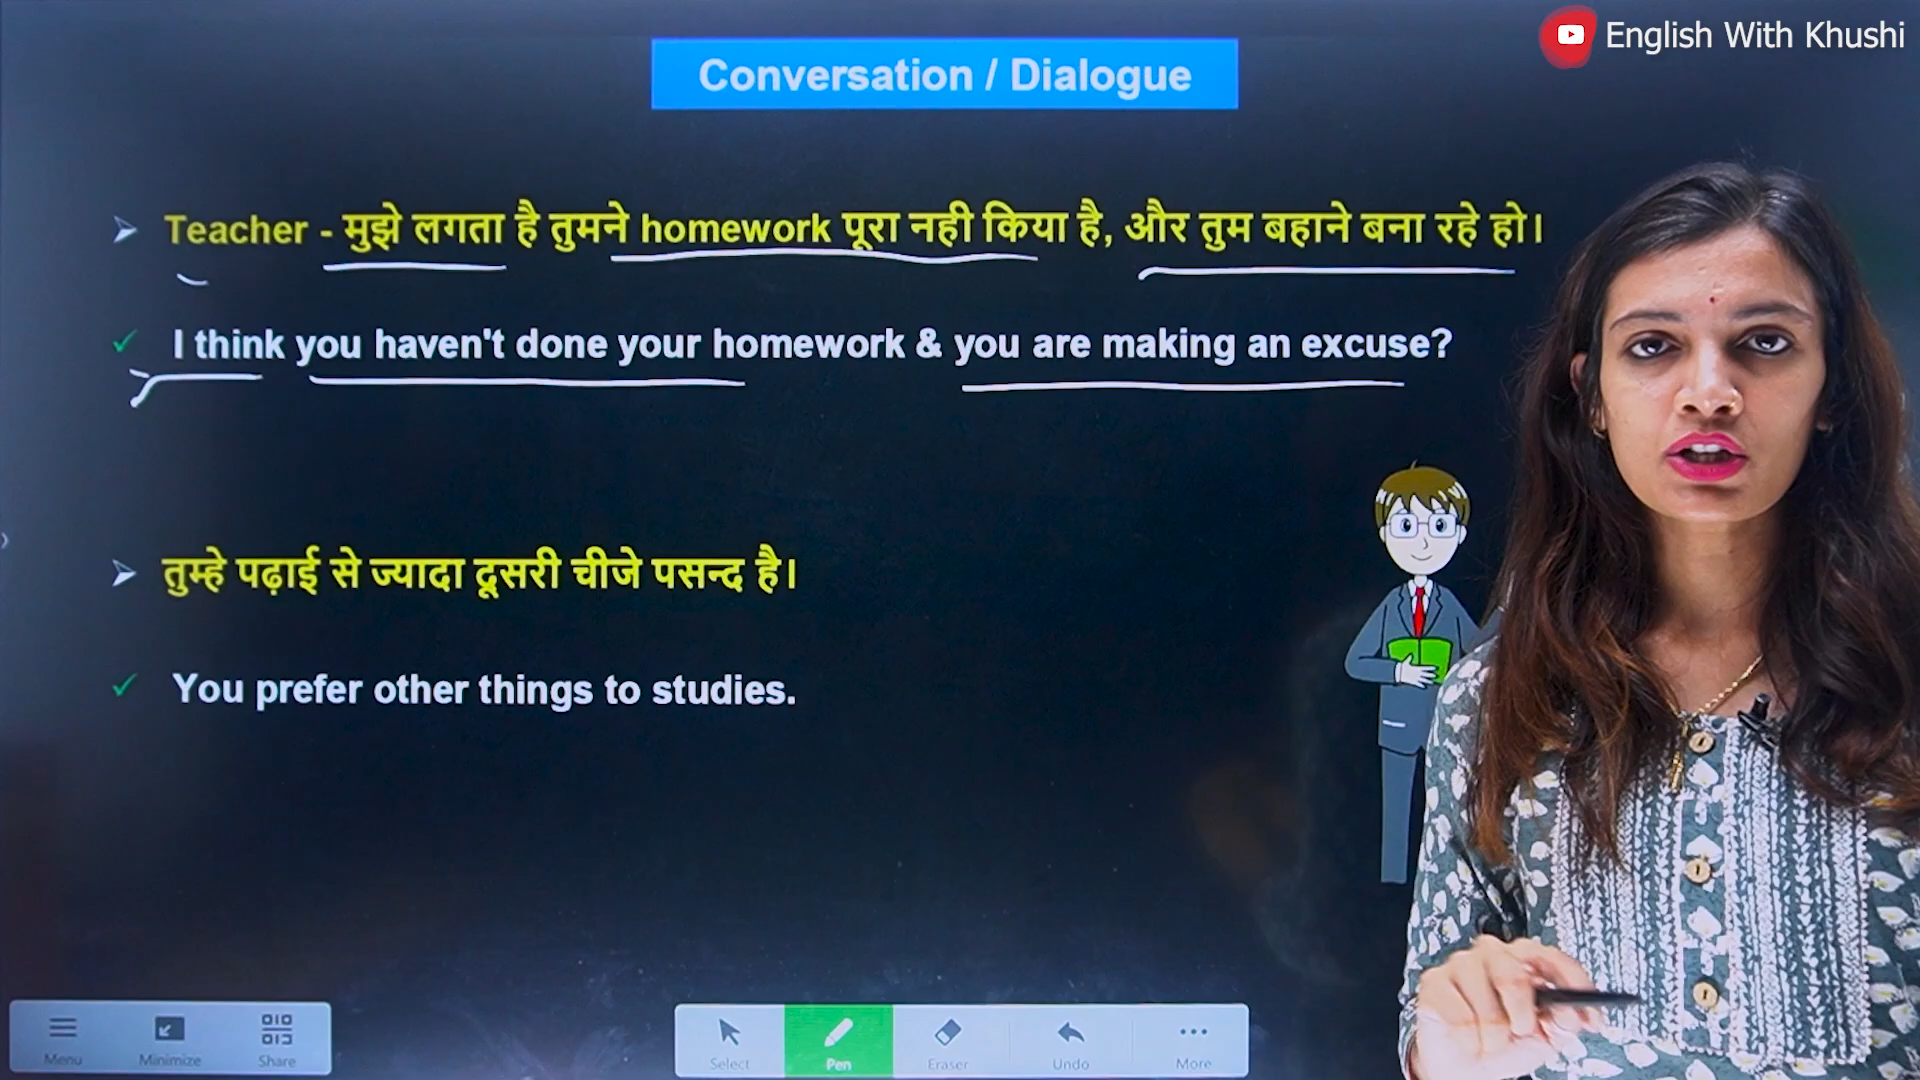 English With Khushi
Conversation / Dialogue
Teacher - मुझे लगता है तुमने homework पूरा नही किया है, और तुम बहाने बना रहे हो।
I think you haven't done your homework & you are making an excuse?
तुम्हे पढ़ाई से ज्यादा दूसरी चीजे पसन्द है।
You prefer other things to studies.
Menu Minimize Share Select Pen Eraser Undo More